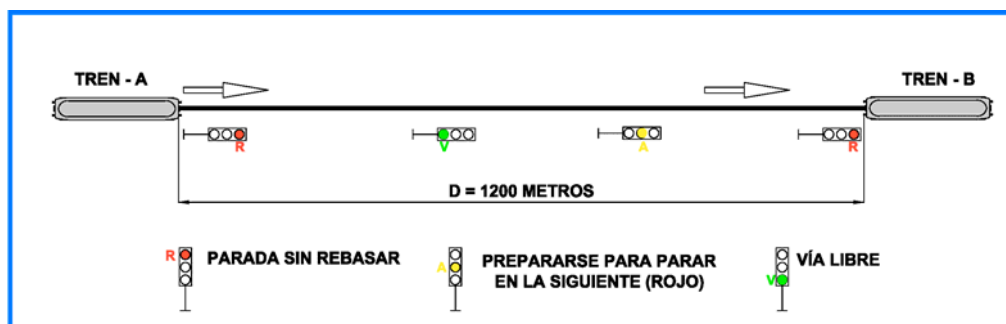 TREN - A
TREN - B
R
V
A
R
D = 1200 METROS
R
PARADA SIN REBASAR
A
PREPARARSE PARA PARAR
EN LA SIGUIENTE (ROJO)
V
VÍA LIBRE